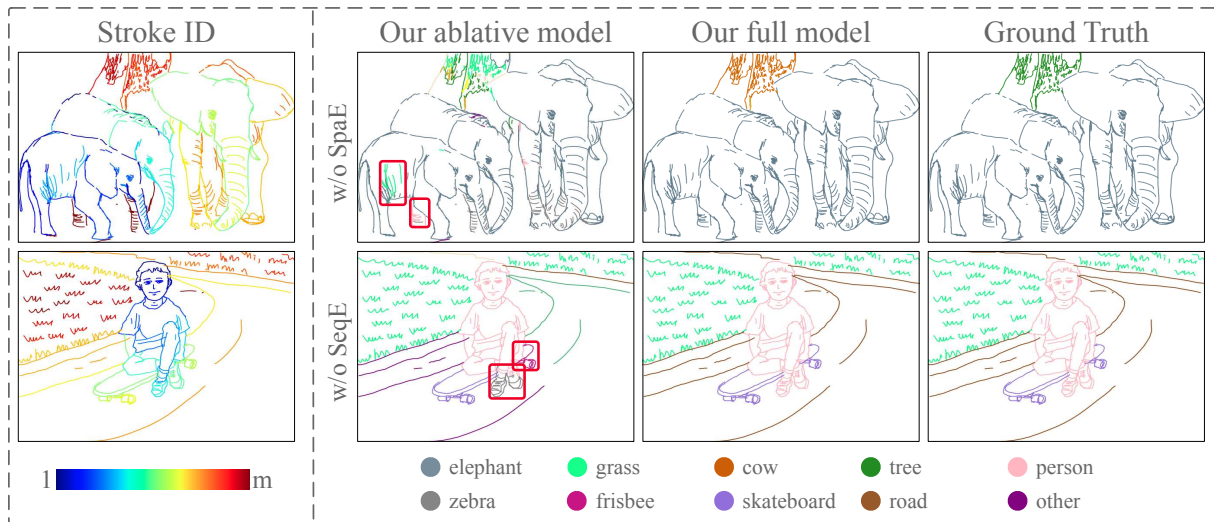 Stroke ID
Our ablative model
Our full model
Ground Truth
w/o SpaE
w/o SeqE
1
m
elephant
grass
cow
tree
person
zebra
frisbee
skateboard
road
other